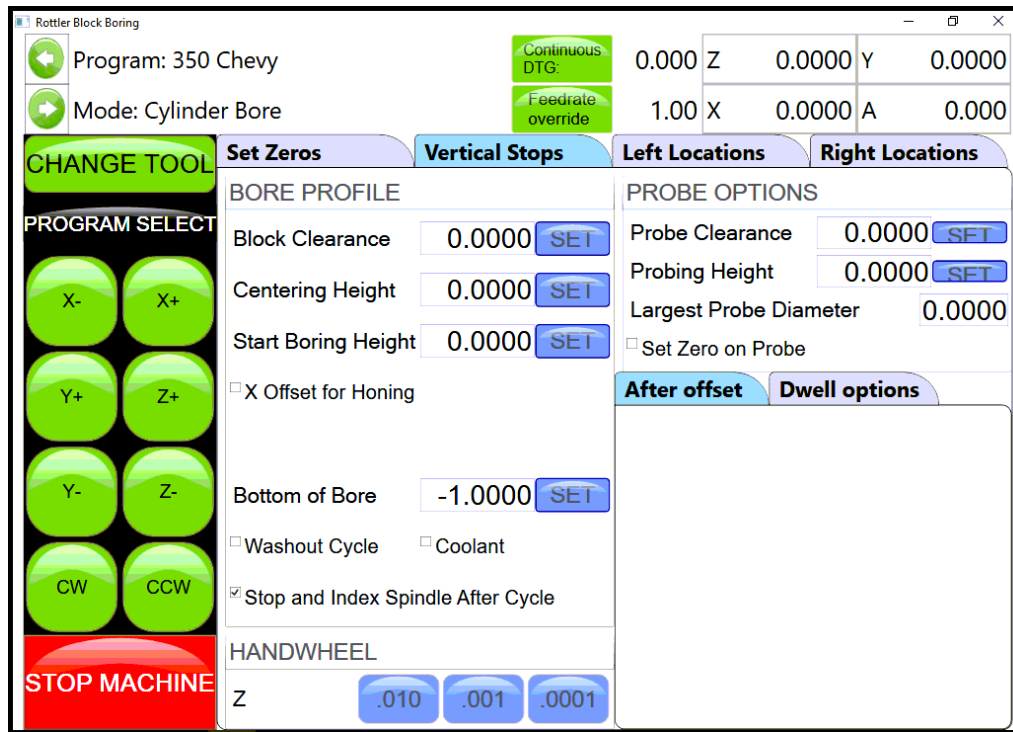 Rottler Block Boring
Program: 350 Chevy
Continuous DTG: 0.000 Z 0.0000 Y 0.0000
Mode: Cylinder Bore
Feedrate override 1.00 X 0.0000 A 0.000
CHANGE TOOL
PROGRAM SELECT
X- X+
Y+ Z+
Y- Z-
CW CCW
STOP MACHINE
Set Zeros Vertical Stops Left Locations Right Locations
BORE PROFILE
Block Clearance 0.0000 SET
Centering Height 0.0000 SET
Start Boring Height 0.0000 SET
X Offset for Honing
Bottom of Bore -1.0000 SET
Washout Cycle Coolant
Stop and Index Spindle After Cycle
HANDWHEEL
Z .010 .001 .0001
PROBE OPTIONS
Probe Clearance 0.0000 SET
Probing Height 0.0000 SET
Largest Probe Diameter 0.0000
Set Zero on Probe
After offset Dwell options